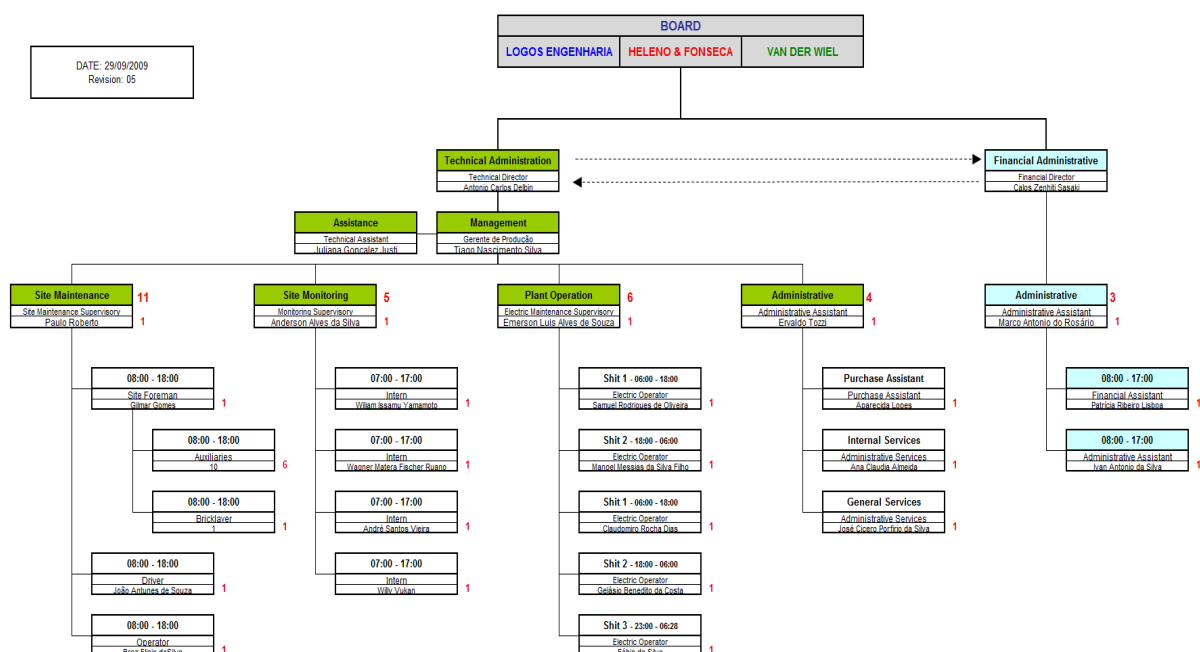 BOARD
LOGOS ENGENHARIA HELENO & FONSECA VAN DER WIEL
DATE: 29/09/2009
Revision: 05
Technical Administration
Technical Director
Antonio Carlos Delbin
Financial Administrative
Financial Director
Calos Zenhiti Sasaki
Assistance
Technical Assistant
Juliana Gonçalez Justi
Management
Gerente de Produção
Tiago Nascimento Silva
Site Maintenance 11
Site Maintenance Supervisory
Paulo Roberto 1
08:00 - 18:00
Site Foreman
Gilmar Gomes 1
08:00 - 18:00
Auxiliaries
10 6
08:00 - 18:00
Bricklayer
1 1
08:00 - 18:00
Driver
João Antunes de Souza 1
08:00 - 18:00
Operator
1
Site Monitoring 5
Monitoring Supervisory
Anderson Alves da Silva 1
07:00 - 17:00
Intern
Wiliam Issamu Yamamoto 1
07:00 - 17:00
Intern
Wagner Matera Fischer Ruano 1
07:00 - 17:00
Intern
André Santos Vieira 1
07:00 - 17:00
Intern
Willy Vukan 1
Plant Operation 6
Electric Maintenance Supervisory
Emerson Luis Alves de Souza 1
Shit 1 - 06:00 - 18:00
Electric Operator
Samuel Rodrigues de Oliveira 1
Shit 2 - 18:00 - 06:00
Electric Operator
Manoel Messias da Silva Filho 1
Shit 1 - 06:00 - 18:00
Electric Operator
Claudomiro Rocha Dias 1
Shit 2 - 18:00 - 06:00
Electric Operator
Gelásio Benedito da Costa 1
Shit 3 - 23:00 - 06:28
Electric Operator
Fábio da Silva 1
Administrative 4
Administrative Assistant
Ervaldo Tozzi 1
Purchase Assistant
Purchase Assistant
Aparecida Lopes 1
Internal Services
Administrative Services
Ana Claudia Almeida 1
General Services
Administrative Services
José Cicero Porfirio da Silva 1
Administrative 3
Administrative Assistant
Marco Antonio do Rosário 1
08:00 - 17:00
Financial Assistant
Patrícia Ribeiro Lisboa 1
08:00 - 17:00
Administrative Assistant
Ivan Antonio da Silva 1